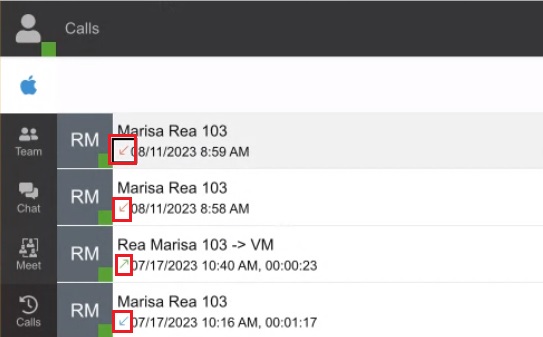 Calls
Team
RM
Marisa Rea 103
08/11/2023 8:59 AM
Chat
RM
Marisa Rea 103
08/11/2023 8:58 AM
Meet
RM
Rea Marisa 103 -> VM
07/17/2023 10:40 AM, 00:00:23
Calls
RM
Marisa Rea 103
07/17/2023 10:16 AM, 00:01:17